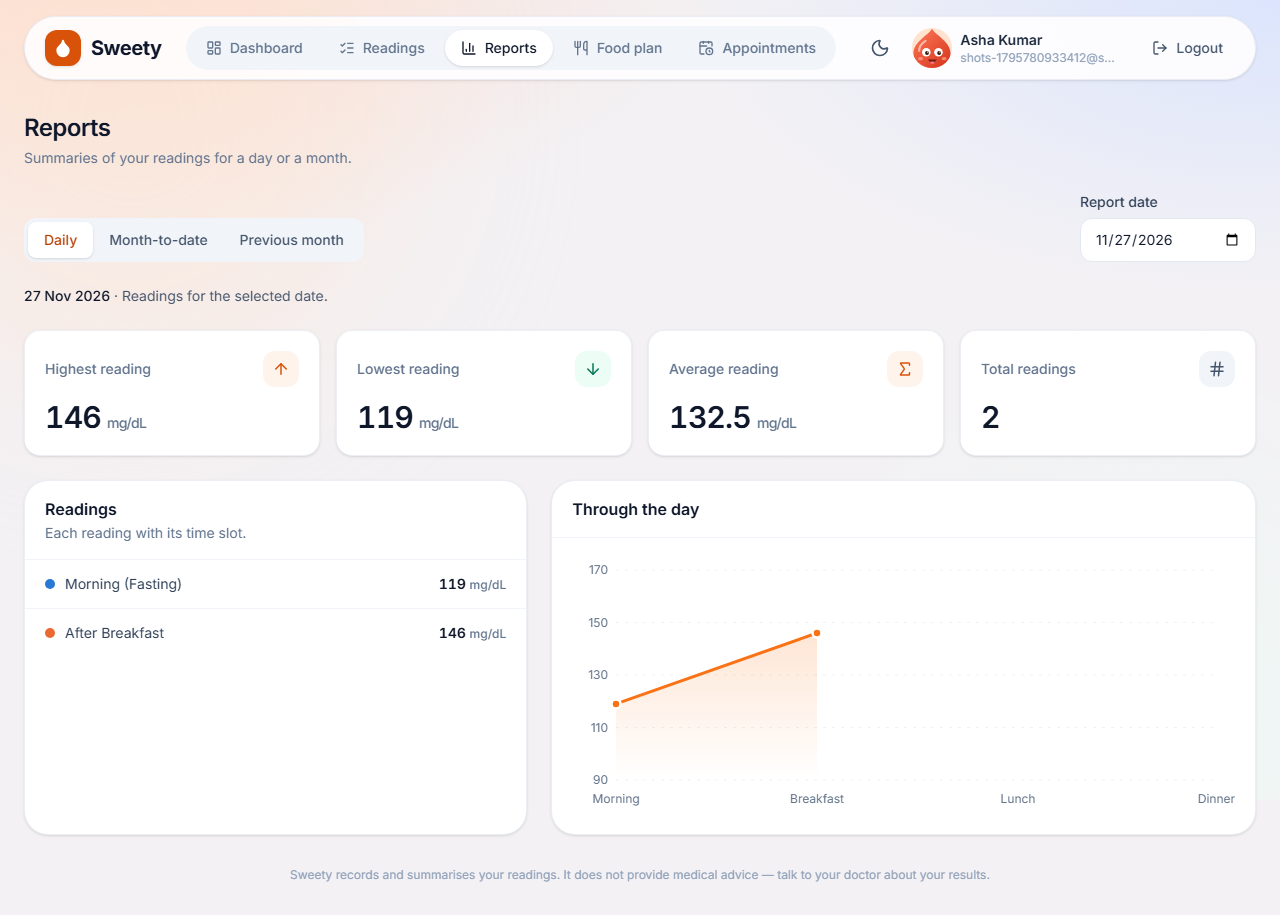 Sweety
Dashboard
Readings
Reports
Food plan
Appointments
Asha Kumar
shots-1795780933412@s...
Logout
Reports
Summaries of your readings for a day or a month.
Report date
Daily
Month-to-date
Previous month
11/27/2026
27 Nov 2026 · Readings for the selected date.
Highest reading
146 mg/dL
Lowest reading
119 mg/dL
Average reading
Σ
132.5 mg/dL
Total readings
#
2
Readings
Each reading with its time slot.
Morning (Fasting) 119 mg/dL
After Breakfast 146 mg/dL
Through the day
170
150
130
110
90
Morning Breakfast Lunch Dinner
Sweety records and summarises your readings. It does not provide medical advice — talk to your doctor about your results.